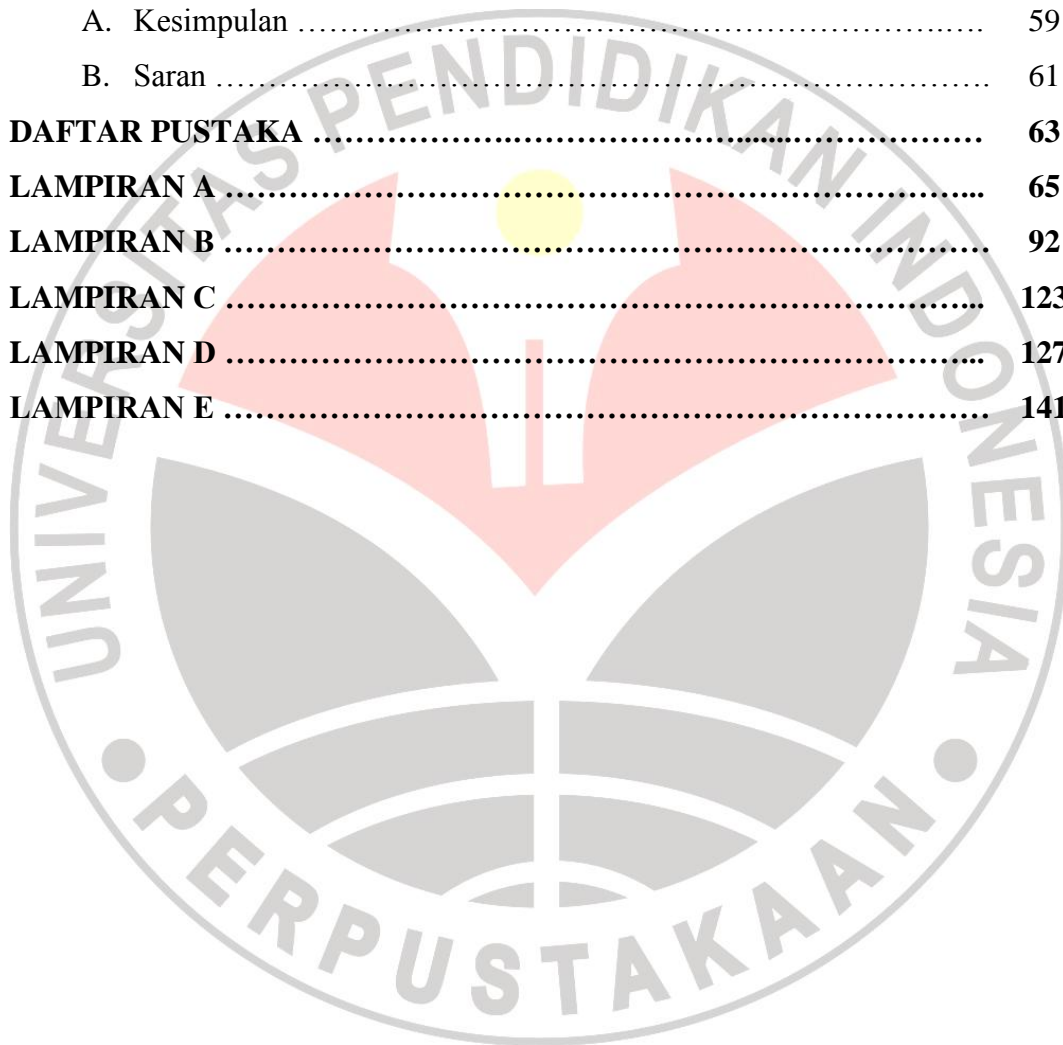 A. Kesimpulan ………………………………………………………….…. 59
B. Saran ………………………………………………………………. 61
DAFTAR PUSTAKA ……………….…………………...……………… 63
LAMPIRAN A ………………………………………………………... 65
LAMPIRAN B ………………………………………………………… 92
LAMPIRAN C ………………………………………………………... 123
LAMPIRAN D ……………………………………………………….. 127
LAMPIRAN E ………………………………………………………… 141
UNIVERSITAS PENDIDIKAN INDONESIA
• PERPUSTAKAAN •